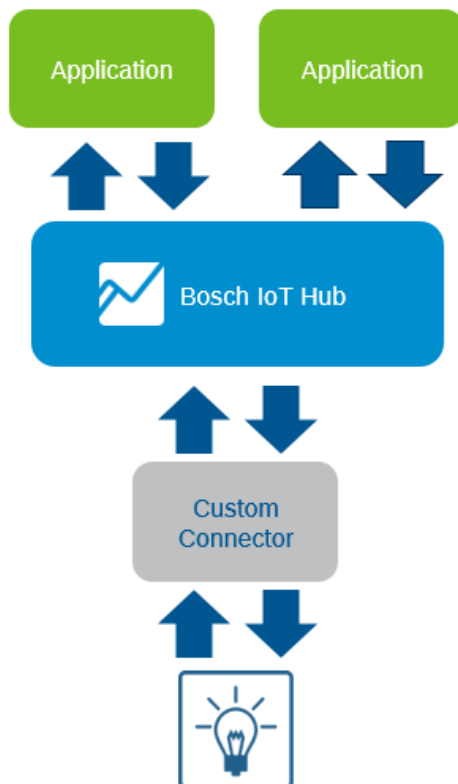 Application
Application
Bosch IoT Hub
Custom
Connector